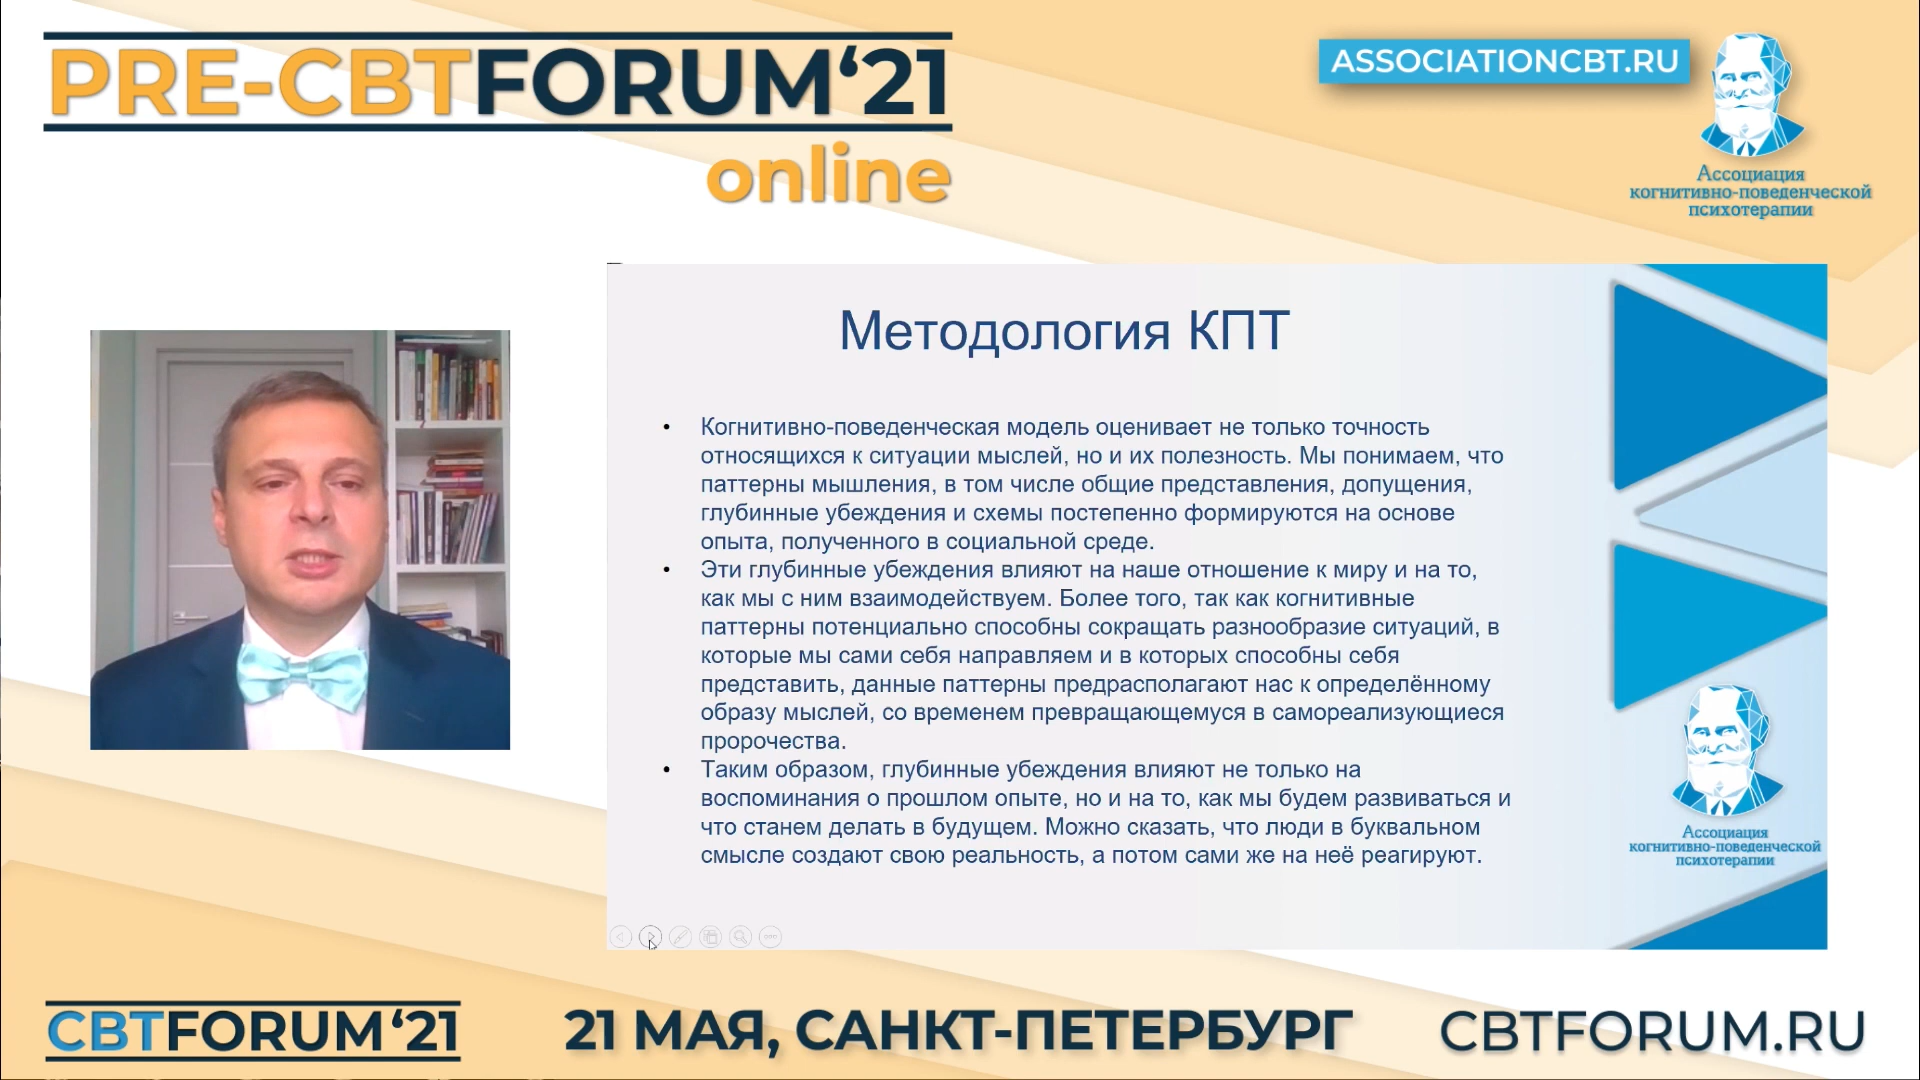 PRE-CBTFORUM‘21
online
ASSOCIATIONCBT.RU
Ассоциация
когнитивно-поведенческой
психотерапии
Методология КПТ
• Когнитивно-поведенческая модель оценивает не только точность
относящихся к ситуации мыслей, но и их полезность. Мы понимаем, что
паттерны мышления, в том числе общие представления, допущения,
глубинные убеждения и схемы постепенно формируются на основе
опыта, полученного в социальной среде.
• Эти глубинные убеждения влияют на наше отношение к миру и на то,
как мы с ним взаимодействуем. Более того, так как когнитивные
паттерны потенциально способны сокращать разнообразие ситуаций, в
которые мы сами себя направляем и в которых способны себя
представить, данные паттерны предрасполагают нас к определённому
образу мыслей, со временем превращающемуся в самореализующиеся
пророчества.
• Таким образом, глубинные убеждения влияют не только на
воспоминания о прошлом опыте, но и на то, как мы будем развиваться и
что станем делать в будущем. Можно сказать, что люди в буквальном
смысле создают свою реальность, а потом сами же на неё реагируют.
Ассоциация
когнитивно-поведенческой
психотерапии
CBTFORUM‘21
21 МАЯ, САНКТ-ПЕТЕРБУРГ
CBTFORUM.RU